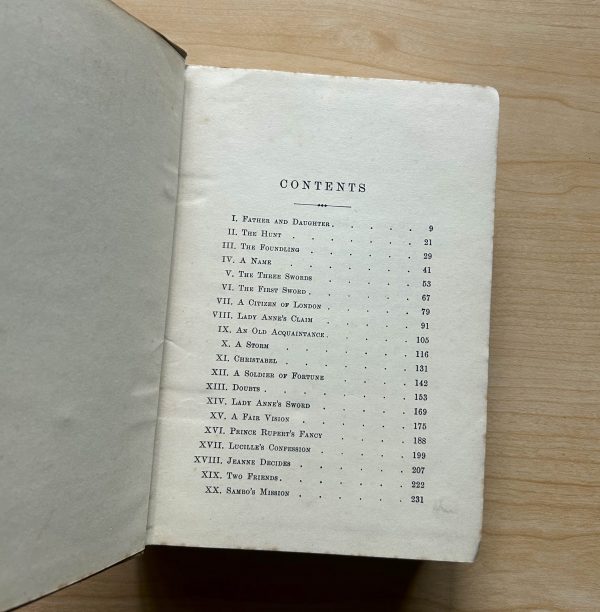 CONTENTS
I. FATHER AND DAUGHTER . . . . . 9
II. THE HUNT . . . . . . 21
III. THE FOUNDLING . . . . . 29
IV. A NAME . . . . . . 41
V. THE THREE SWORDS . . . . . 53
VI. THE FIRST SWORD . . . . . 67
VII. A CITIZEN OF LONDON . . . . 79
VIII. LADY ANNE'S CLAIM . . . . . 91
IX. AN OLD ACQUAINTANCE . . . . . 105
X. A STORM . . . . . . 116
XI. CHRISTABEL . . . . . . 131
XII. A SOLDIER OF FORTUNE . . . . 142
XIII. DOUBTS . . . . . . 153
XIV. LADY ANNE'S SWORD . . . . . 169
XV. A FAIR VISION . . . . . 175
XVI. PRINCE RUPERT'S FANCY . . . . 188
XVII. LUCILLE'S CONFESSION . . . . 199
XVIII. JEANNE DECIDES . . . . . 207
XIX. TWO FRIENDS . . . . . . 222
XX. SAMBO'S MISSION . . . . . 231